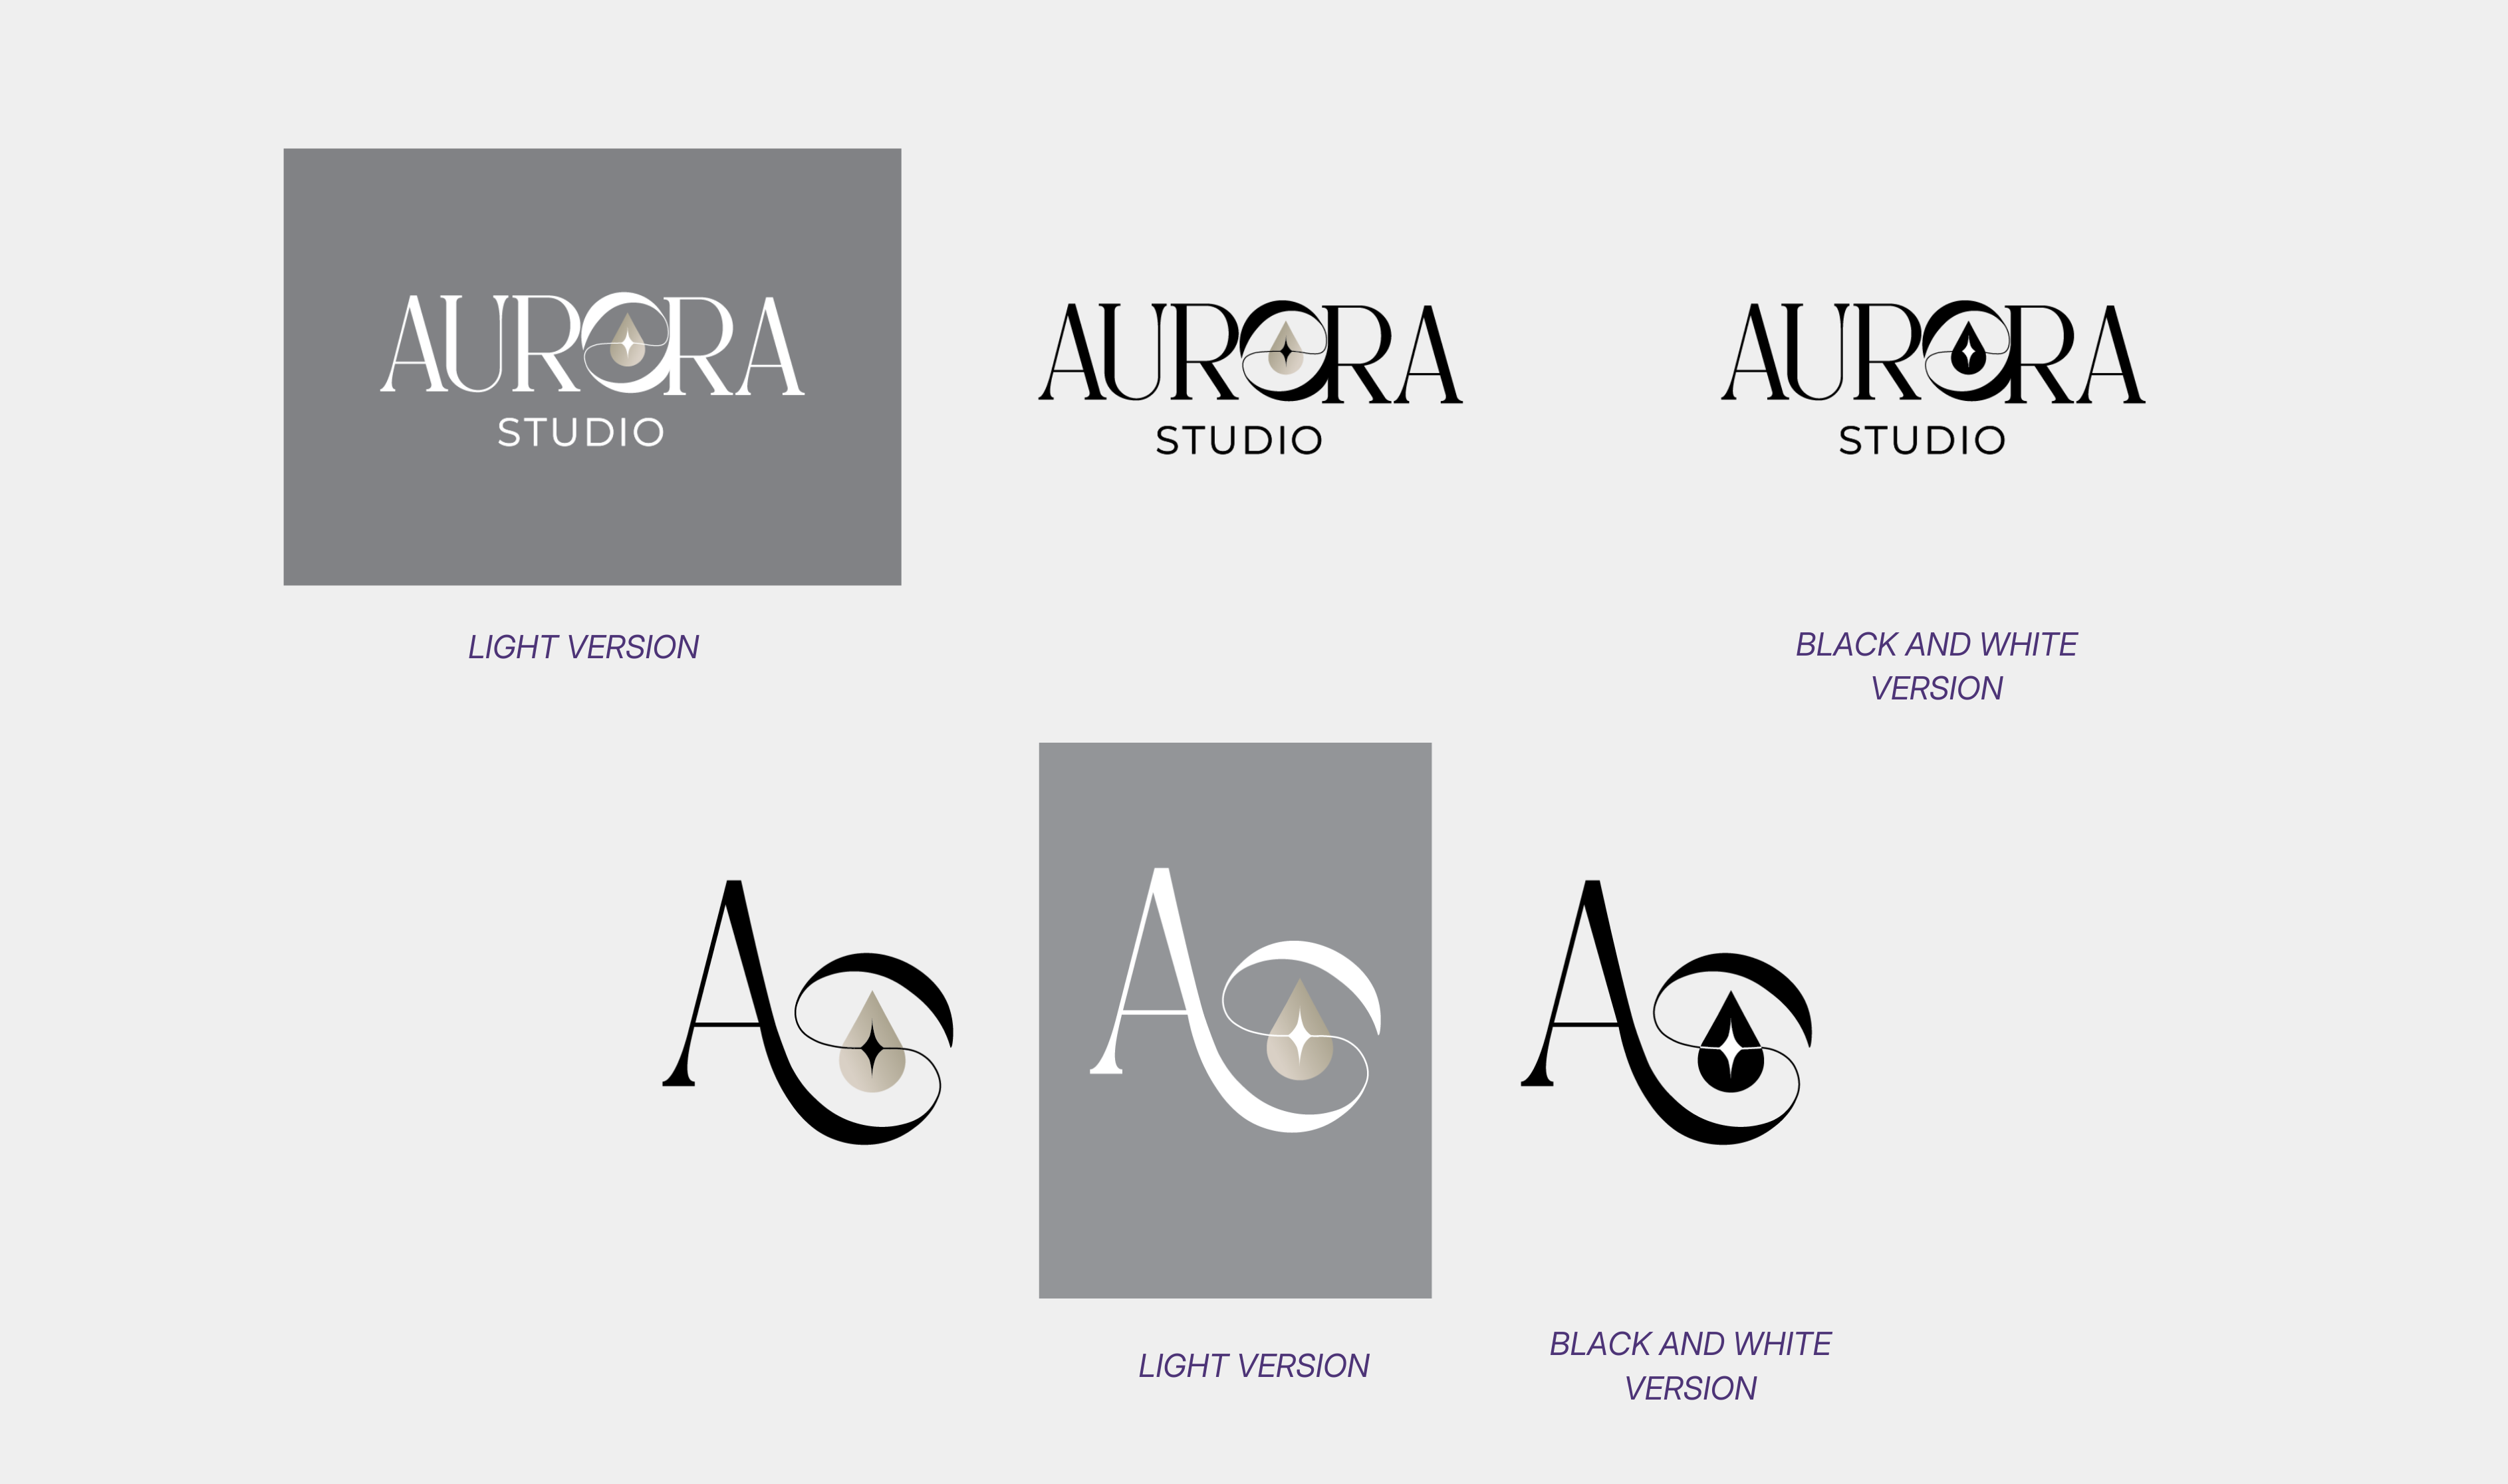 AURORA
STUDIO
AURORA
STUDIO
AURORA
STUDIO
LIGHT VERSION
BLACK AND WHITE
VERSION
A
A
A
LIGHT VERSION
BLACK AND WHITE
VERSION